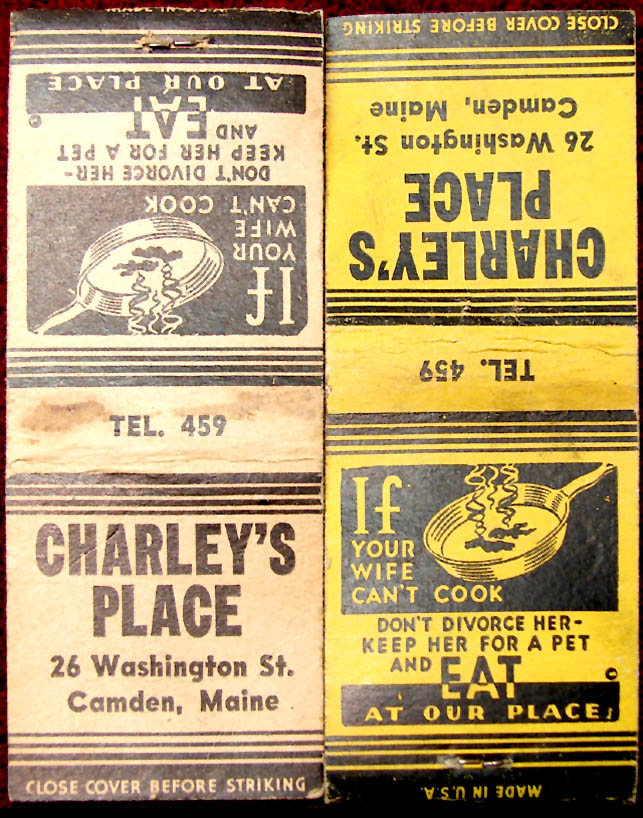 MADE IN U.S.A.
If
YOUR
WIFE
CAN'T COOK
DON'T DIVORCE HER-
KEEP HER FOR A PET
AND EAT
AT OUR PLACE
©
TEL. 459
CHARLEY'S
PLACE
26 Washington St.
Camden, Maine
CLOSE COVER BEFORE STRIKING
CLOSE COVER BEFORE STRIKING
CHARLEY'S
PLACE
26 Washington St.
Camden, Maine
TEL. 459
If
YOUR
WIFE
CAN'T COOK
DON'T DIVORCE HER-
KEEP HER FOR A PET
AND EAT
©
AT OUR PLACE
MADE IN U.S.A.